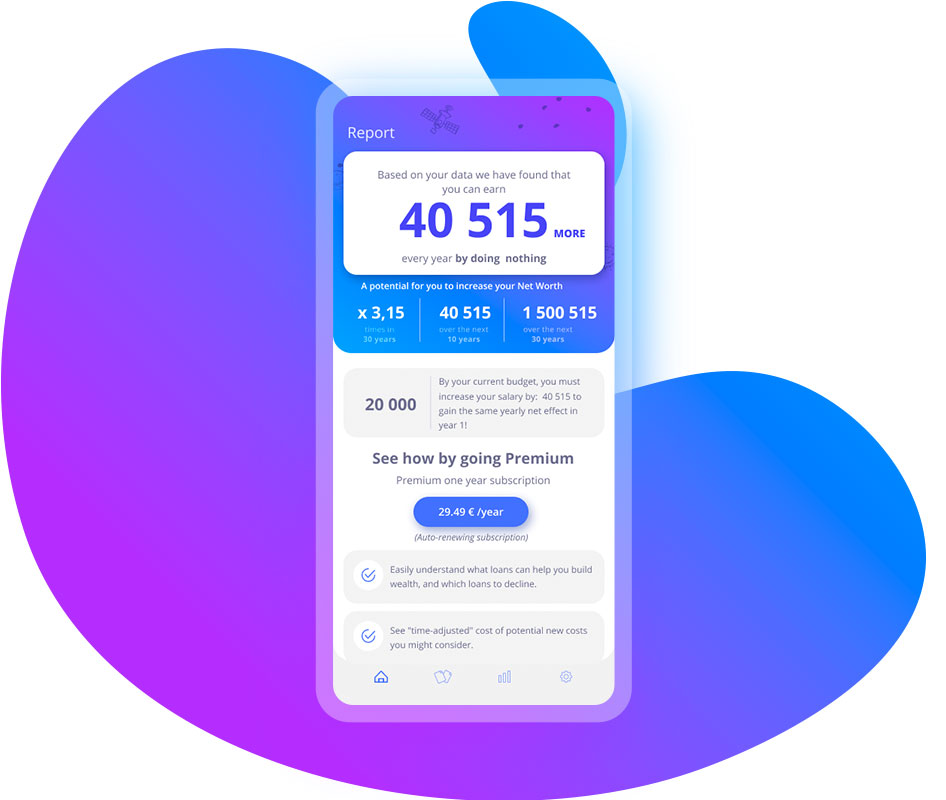 Report
Based on your data we have found that
you can earn
40 515 MORE
every year by doing nothing
A potential for you to increase your Net Worth
x 3,15 40 515 1 500 515
times in over the next over the next
30 years 10 years 30 years
By your current budget, you must
increase your salary by: 40 515 to
20 000
gain the same yearly net effect in
year 1!
See how by going Premium
Premium one year subscription
29.49 € /year
(Auto-renewing subscription)
Easily understand what loans can help you build
wealth, and which loans to decline.
See "time-adjusted" cost of potential new costs
you might consider.